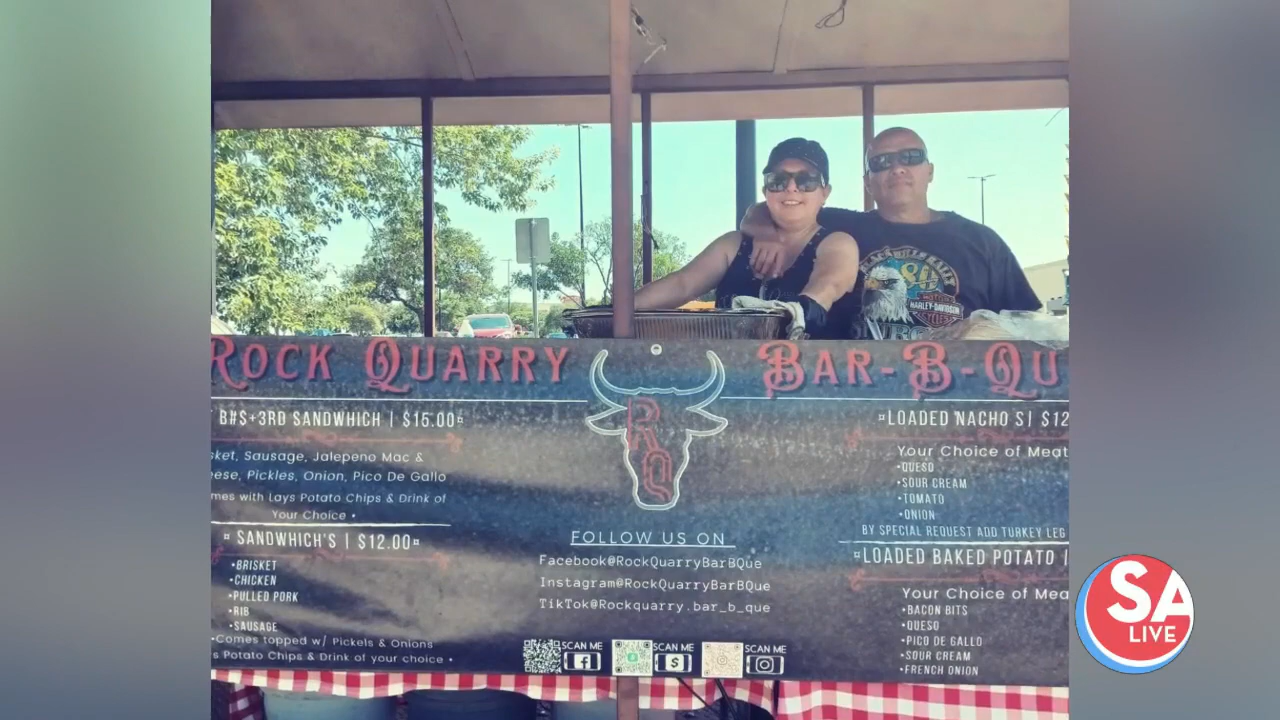 ROCK QUARRY BAR-B-QU
RQ
B#$+3RD SANDWHICH | $15.00
sket, Sausage, Jalepeno Mac &
eese, Pickles, Onion, Pico De Gallo
mes with Lays Potato Chips & Drink of
Your Choice •
¤ SANDWHICH'S | $12.00¤
•BRISKET
•CHICKEN
•PULLED PORK
•RIB
•SAUSAGE
•Comes topped w/ Pickels & Onions
s Potato Chips & Drink of your choice •
FOLLOW US ON
Facebook@RockQuarryBarBQue
Instagram@RockQuarryBarBQue
TikTok@Rockquarry.bar_b_que
SCAN ME
SCAN ME
SCAN ME
¤LOADED NACHO S| $12
Your Choice of Meat
•QUESO
•SOUR CREAM
•TOMATO
•ONION
BY SPECIAL REQUEST ADD TURKEY LEG
¤LOADED BAKED POTATO |
Your Choice of Mea
•BACON BITS
•QUESO
•PICO DE GALLO
•SOUR CREAM
•FRENCH ONION
HARLEY-DAVIDSON
SA
LIVE